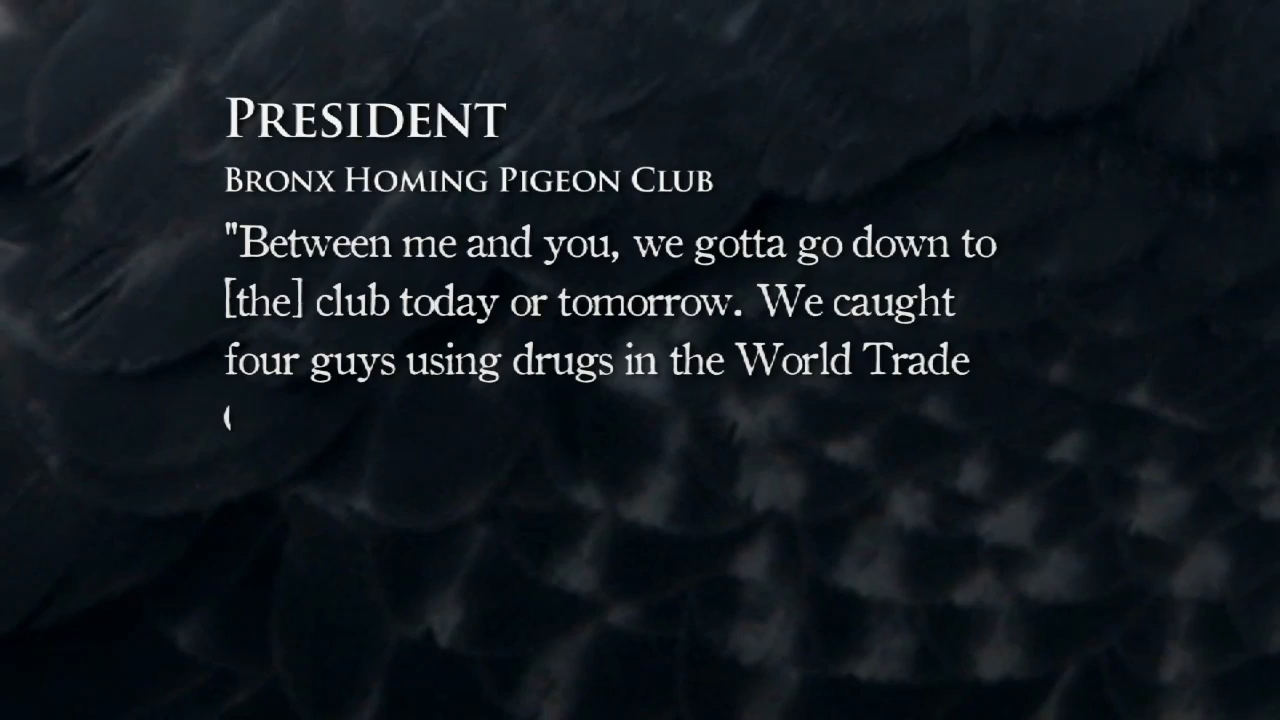 PRESIDENT
BRONX HOMING PIGEON CLUB
"Between me and you, we gotta go down to
[the] club today or tomorrow. We caught
four guys using drugs in the World Trade